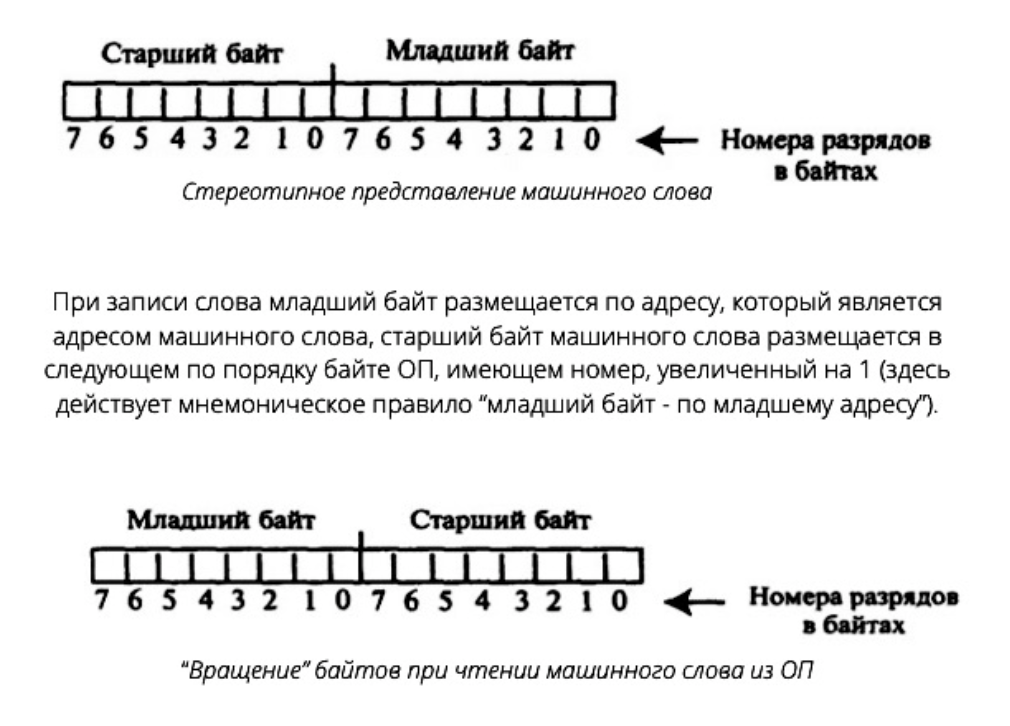 Старший байт Младший байт
7 6 5 4 3 2 1 0 7 6 5 4 3 2 1 0 Номера разрядов
в байтах
Стереотипное представление машинного слова
При записи слова младший байт размещается по адресу, который является
адресом машинного слова, старший байт машинного слова размещается в
следующем по порядку байте ОП, имеющем номер, увеличенный на 1 (здесь
действует мнемоническое правило “младший байт - по младшему адресу”).
Младший байт Старший байт
7 6 5 4 3 2 1 0 7 6 5 4 3 2 1 0 Номера разрядов
в байтах
“Вращение” байтов при чтении машинного слова из ОП